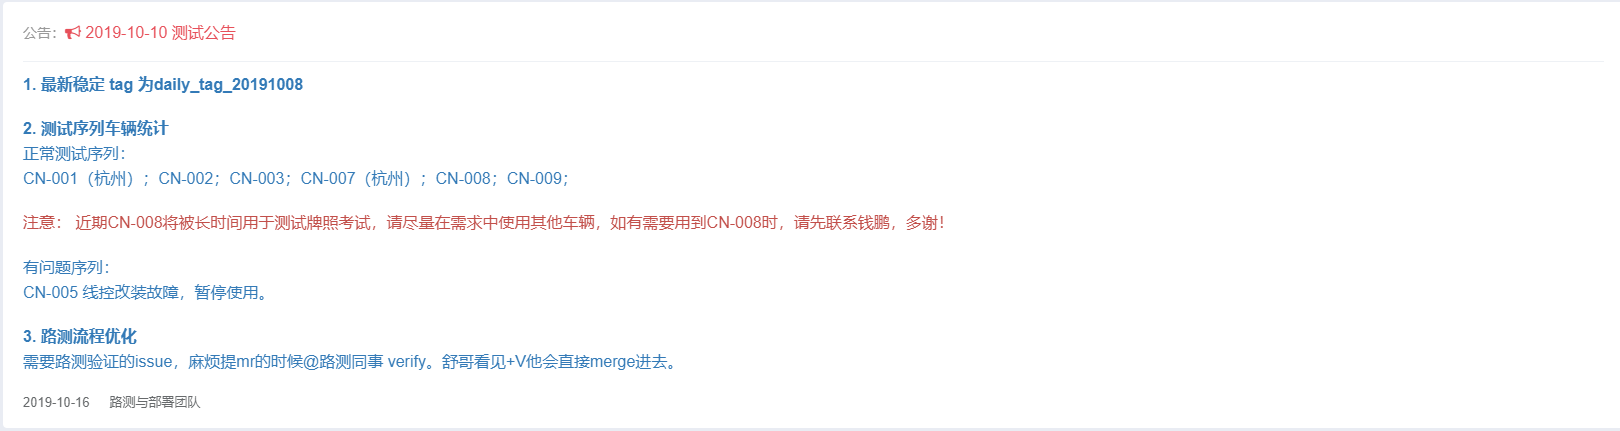 公告：2019-10-10 测试公告
1. 最新稳定 tag 为daily_tag_20191008
2. 测试序列车辆统计
正常测试序列：
CN-001（杭州）；CN-002；CN-003；CN-007（杭州）；CN-008；CN-009；
注意： 近期CN-008将被长时间用于测试牌照考试，请尽量在需求中使用其他车辆，如有需要用到CN-008时，请先联系钱鹏，多谢！
有问题序列：
CN-005 线控改装故障，暂停使用。
3. 路测流程优化
需要路测验证的issue，麻烦提mr的时候@路测同事 verify。舒哥看见+V他会直接merge进去。
2019-10-16 路测与部署团队